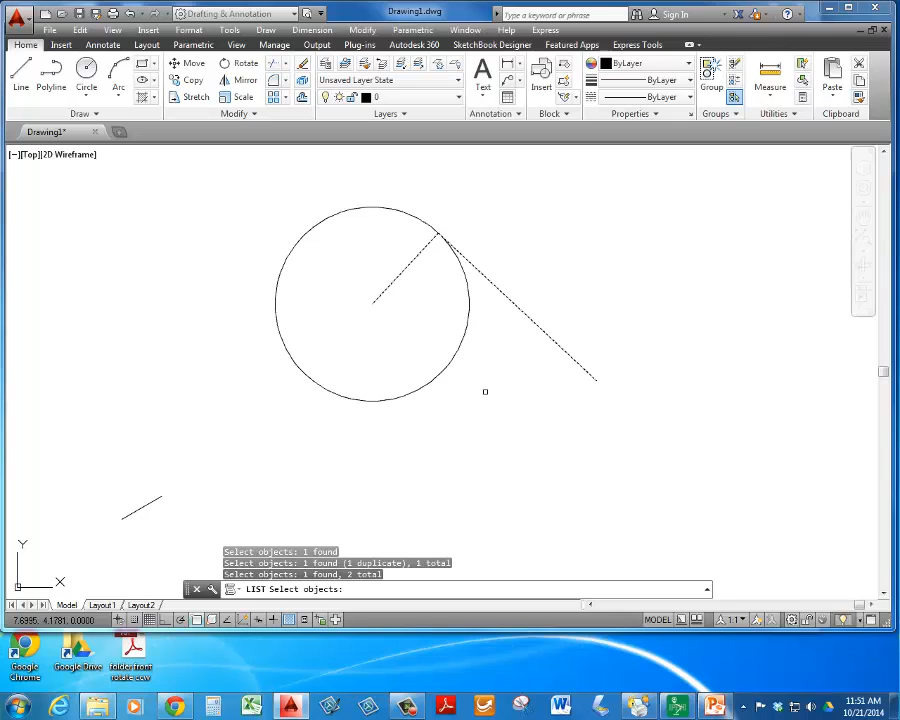 Drafting & Annotation
Drawing1.dwg
Type a keyword or phrase
Sign In
File Edit View Insert Format Tools Draw Dimension Modify Parametric Window Help Express
Home Insert Annotate Layout Parametric View Manage Output Plug-ins Autodesk 360 SketchBook Designer Featured Apps Express Tools
Line Polyline Circle Arc
Move Rotate
Copy Mirror
Stretch Scale
Unsaved Layer State
0
Text
Insert
ByLayer
ByLayer
ByLayer
Group
Measure
Paste
Draw Modify Layers Annotation Block Properties Groups Utilities Clipboard
Drawing1*
[−][Top][2D Wireframe]
Y
X
Select objects: 1 found
Select objects: 1 found (1 duplicate), 1 total
Select objects: 1 found, 2 total
LIST Select objects:
Model Layout1 Layout2
7.6995, 4.1781, 0.0000
MODEL
1:1
Google Chrome
Google Drive
folder front rotate ccw
11:51 AM
10/21/2014